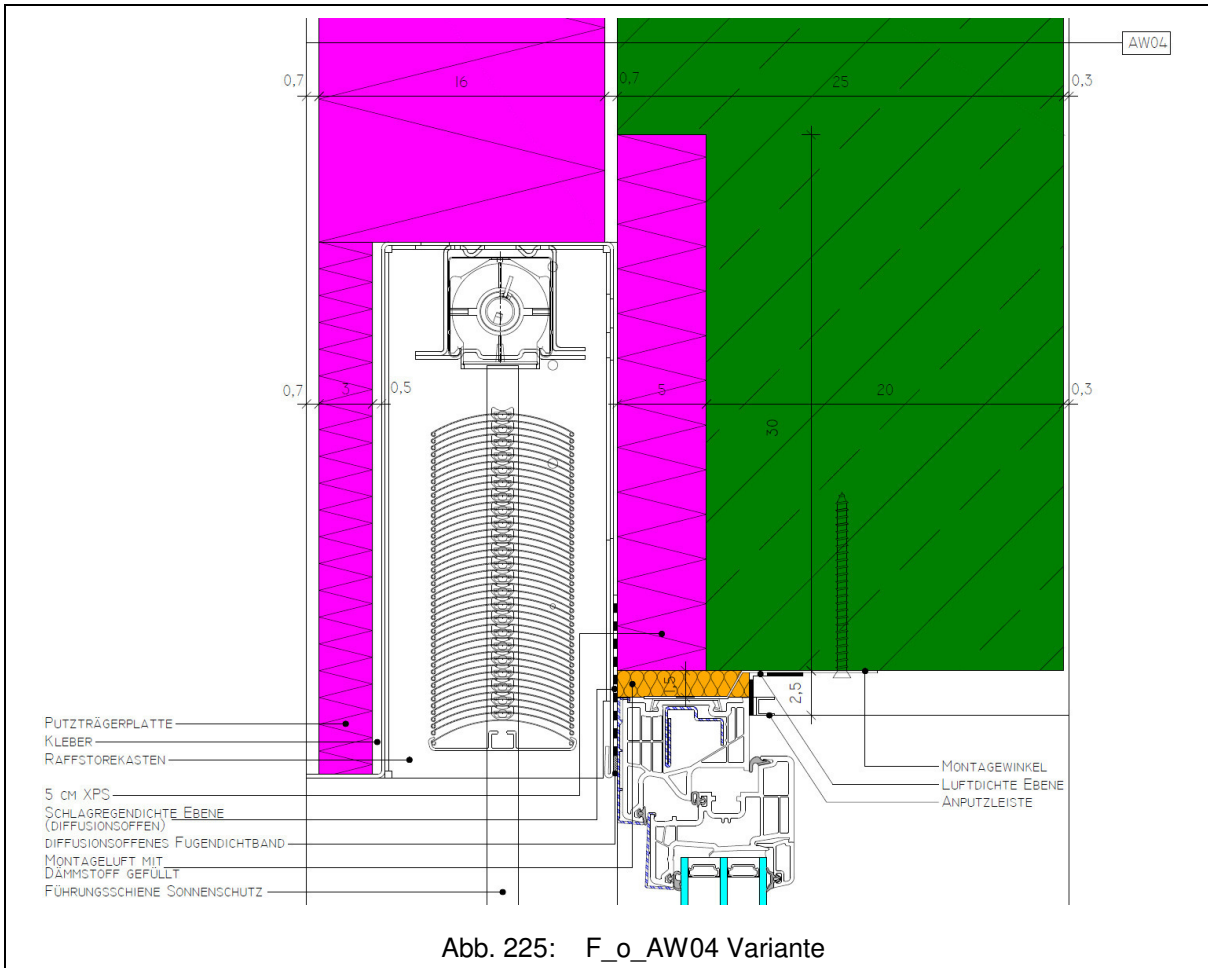 AW04
0,7
16
0,7
25
0,3
0,7
3
0,5
5
20
0,3
30
1,5
2,5
PUTZTRÄGERPLATTE
KLEBER
RAFFSTOREKASTEN
5 CM XPS
SCHLAGREGENDICHTE EBENE
(DIFFUSIONSOFFEN)
DIFFUSIONSOFFENES FUGENDICHTBAND
MONTAGELUFT MIT
DÄMMSTOFF GEFÜLLT
FÜHRUNGSSCHIENE SONNENSCHUTZ
MONTAGEWINKEL
LUFTDICHTE EBENE
ANPUTZLEISTE
Abb. 225: F_o_AW04 Variante